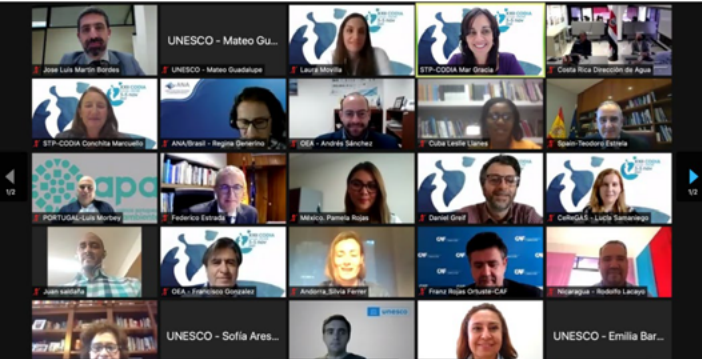 UNESCO - Mateo Gu...
Jose Luis Martin Bordes
UNESCO - Mateo Guadalupe
Laura Movilla
STP-CODIA Mar Gracia
Costa Rica Dirección de Agua
STP-CODIA Conchita Marcuello
ANA
ANA/Brasil - Regina Generino
OEA - Andrés Sánchez
Cuba Leslie Llanes
Spain-Teodoro Estrela
1/2
apa
PORTUGAL-Luis Morbey
Federico Estrada
México. Pamela Rojas
Daniel Greif
CeReGAS - Lucía Samaniego
1/2
Juan saldaña
OEA - Francisco Gonzalez
Andorra_Silvia Ferrer
CAF
Franz Rojas Ortuste-CAF
Nicaragua - Rodolfo Lacayo
UNESCO - Sofía Ares...
unesco
UNESCO - Emilia Bar...